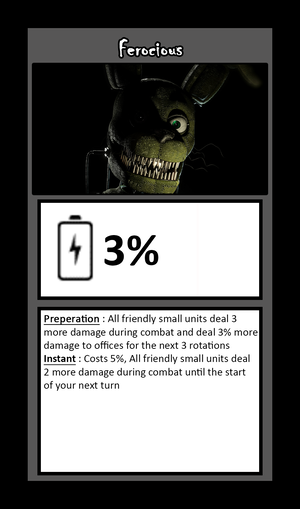 Ferocious
3%
Preperation : All friendly small units deal 3
more damage during combat and deal 3% more
damage to offices for the next 3 rotations
Instant : Costs 5%, All friendly small units deal
2 more damage during combat until the start
of your next turn